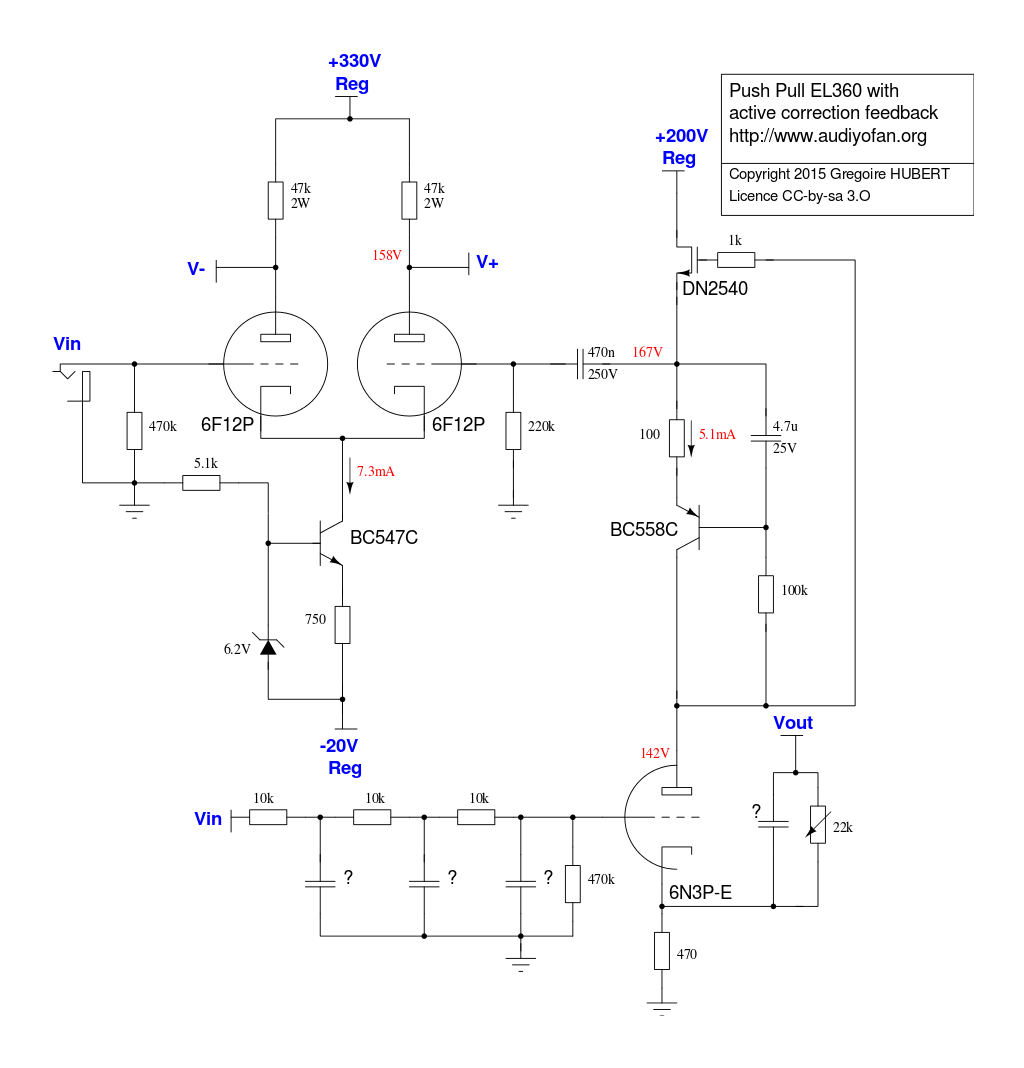 +330V
Reg
Push Pull EL360 with
active correction feedback
http://www.audiyofan.org
Copyright 2015 Gregoire HUBERT
Licence CC-by-sa 3.O
+200V
Reg
47k
2W
47k
2W
158V
V-
V+
1k
DN2540
Vin
470n
250V
167V
6F12P
6F12P
470k
220k
100
5.1mA
4.7u
25V
5.1k
7.3mA
BC547C
BC558C
100k
750
6.2V
-20V
Reg
Vout
142V
Vin
10k
10k
10k
?
22k
?
?
?
470k
6N3P-E
470